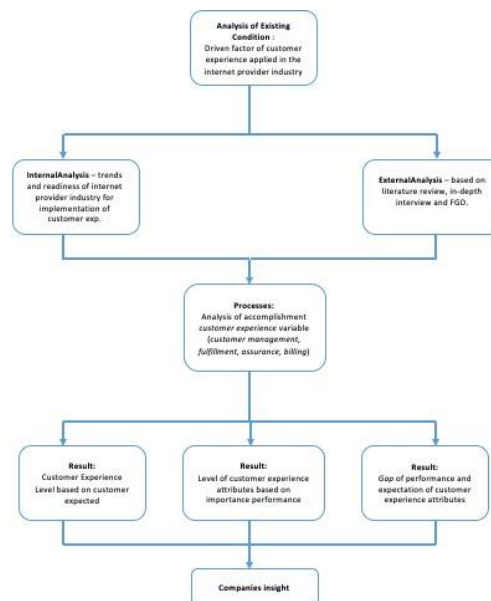 Analysis of Existing
Condition :
Driven factor of customer
experience applied in the
internet provider industry
InternalAnalysis – trends
and readiness of internet
provider industry for
implementation of
customer exp.
ExternalAnalysis – based on
literature review, in-depth
interview and FGD.
Processes:
Analysis of accomplishment
customer experience variable
(customer management,
fulfillment, assurance, billing)
Result:
Customer Experience
Level based on customer
expected
Result:
Level of customer experience
attributes based on
importance performance
Result:
Gap of performance and
expectation of customer
experience attributes
Companies insight